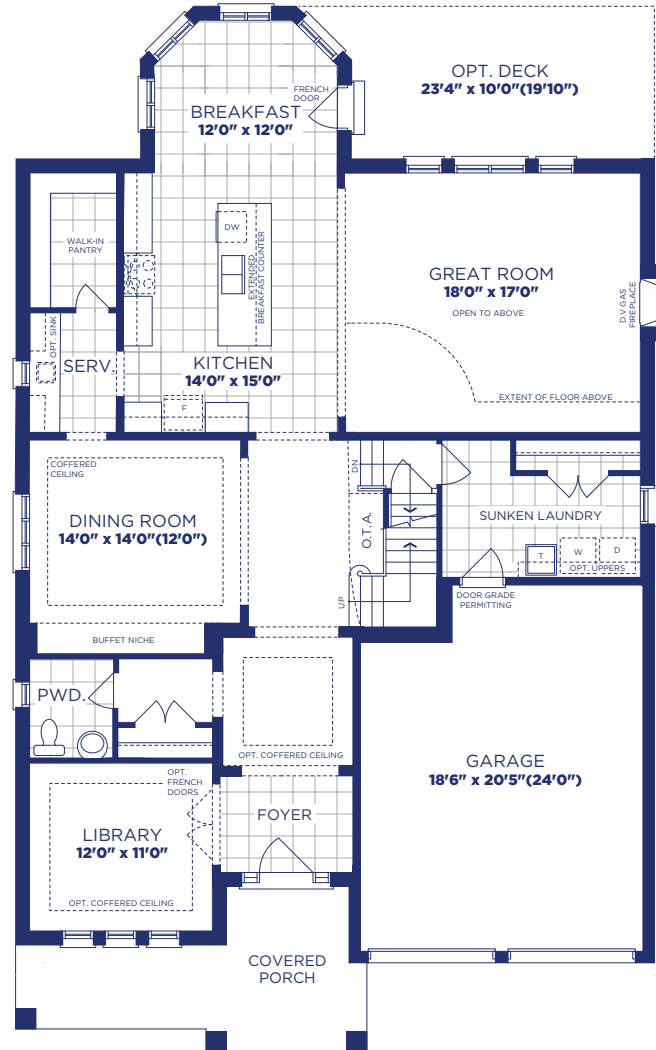 OPT. DECK
23'4" x 10'0"(19'10")
FRENCH
DOOR
BREAKFAST
12'0" x 12'0"
WALK-IN
PANTRY
DW
EXTENDED
BREAKFAST COUNTER
GREAT ROOM
18'0" x 17'0"
OPEN TO ABOVE
D.V GAS
FIREPLACE
OPT. SINK
SERV.
KITCHEN
14'0" x 15'0"
F
EXTENT OF FLOOR ABOVE
COFFERED
CEILING
DINING ROOM
14'0" x 14'0"(12'0")
BUFFET NICHE
DN
O.T.A.
UP
SUNKEN LAUNDRY
T
W
D
OPT. UPPERS
DOOR GRADE
PERMITTING
PWD.
OPT. COFFERED CEILING
OPT.
FRENCH
DOORS
LIBRARY
12'0" x 11'0"
OPT. COFFERED CEILING
FOYER
GARAGE
18'6" x 20'5"(24'0")
COVERED
PORCH